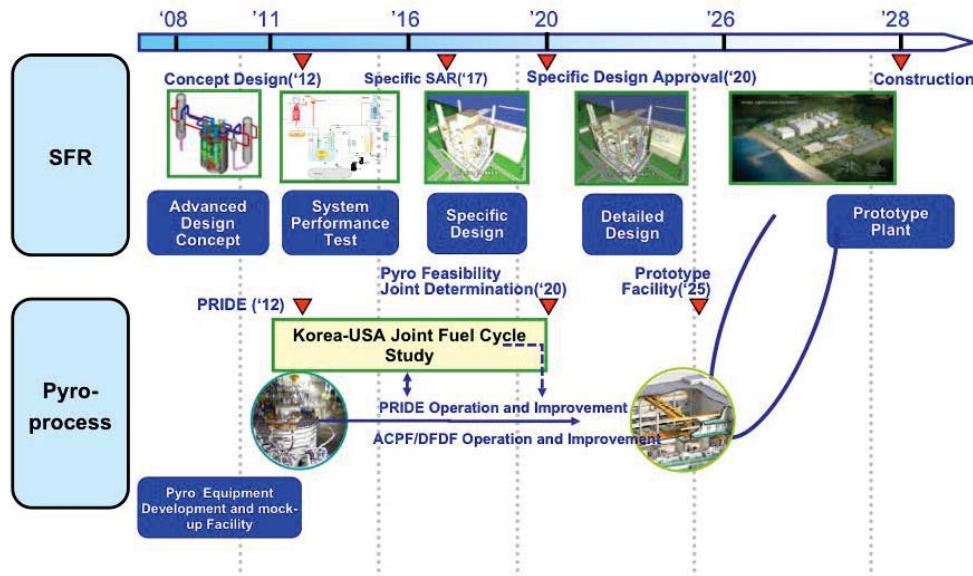 ‘08
‘11
‘16
‘20
‘26
‘28
Concept Design(‘12)
Specific SAR(‘17)
Specific Design Approval(‘20)
Construction
SFR
Advanced
Design
Concept
System
Performance
Test
Specific
Design
Detailed
Design
Prototype
Plant
Pyro Feasibility
Joint Determination(‘20)
Prototype
Facility(‘25)
PRIDE (‘12)
Korea-USA Joint Fuel Cycle
Study
Pyro-
process
PRIDE Operation and Improvement
ACPF/DFDF Operation and Improvement
Pyro Equipment
Development and mock-
up Facility